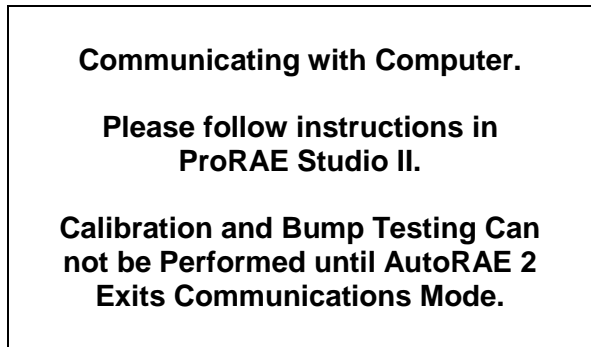 Communicating with Computer.
Please follow instructions in
ProRAE Studio II.
Calibration and Bump Testing Can
not be Performed until AutoRAE 2
Exits Communications Mode.